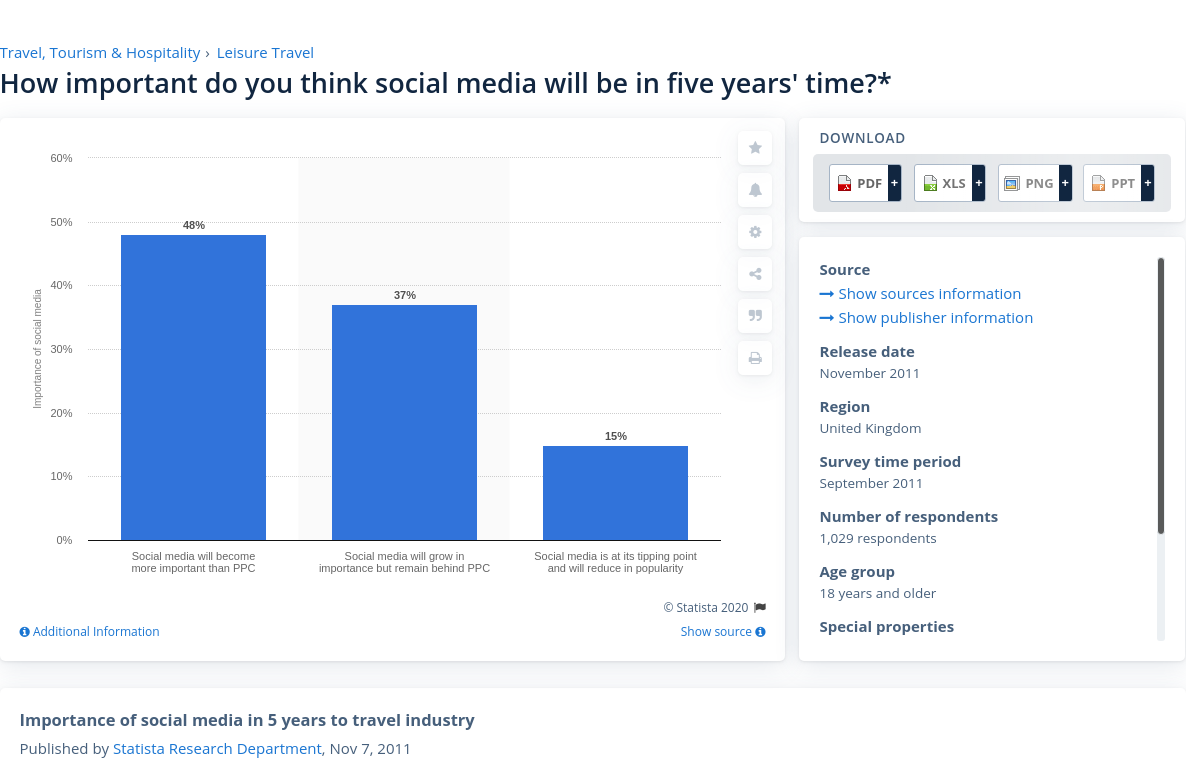 Travel, Tourism & Hospitality › Leisure Travel
How important do you think social media will be in five years' time?*
60%
50%
40%
30%
20%
10%
0%
Importance of social media
48%
37%
15%
Social media will become
more important than PPC
Social media will grow in
importance but remain behind PPC
Social media is at its tipping point
and will reduce in popularity
© Statista 2020
Additional Information
Show source
DOWNLOAD
PDF + XLS + PNG + PPT +
Source
Show sources information
Show publisher information
Release date
November 2011
Region
United Kingdom
Survey time period
September 2011
Number of respondents
1,029 respondents
Age group
18 years and older
Special properties
Importance of social media in 5 years to travel industry
Published by Statista Research Department, Nov 7, 2011